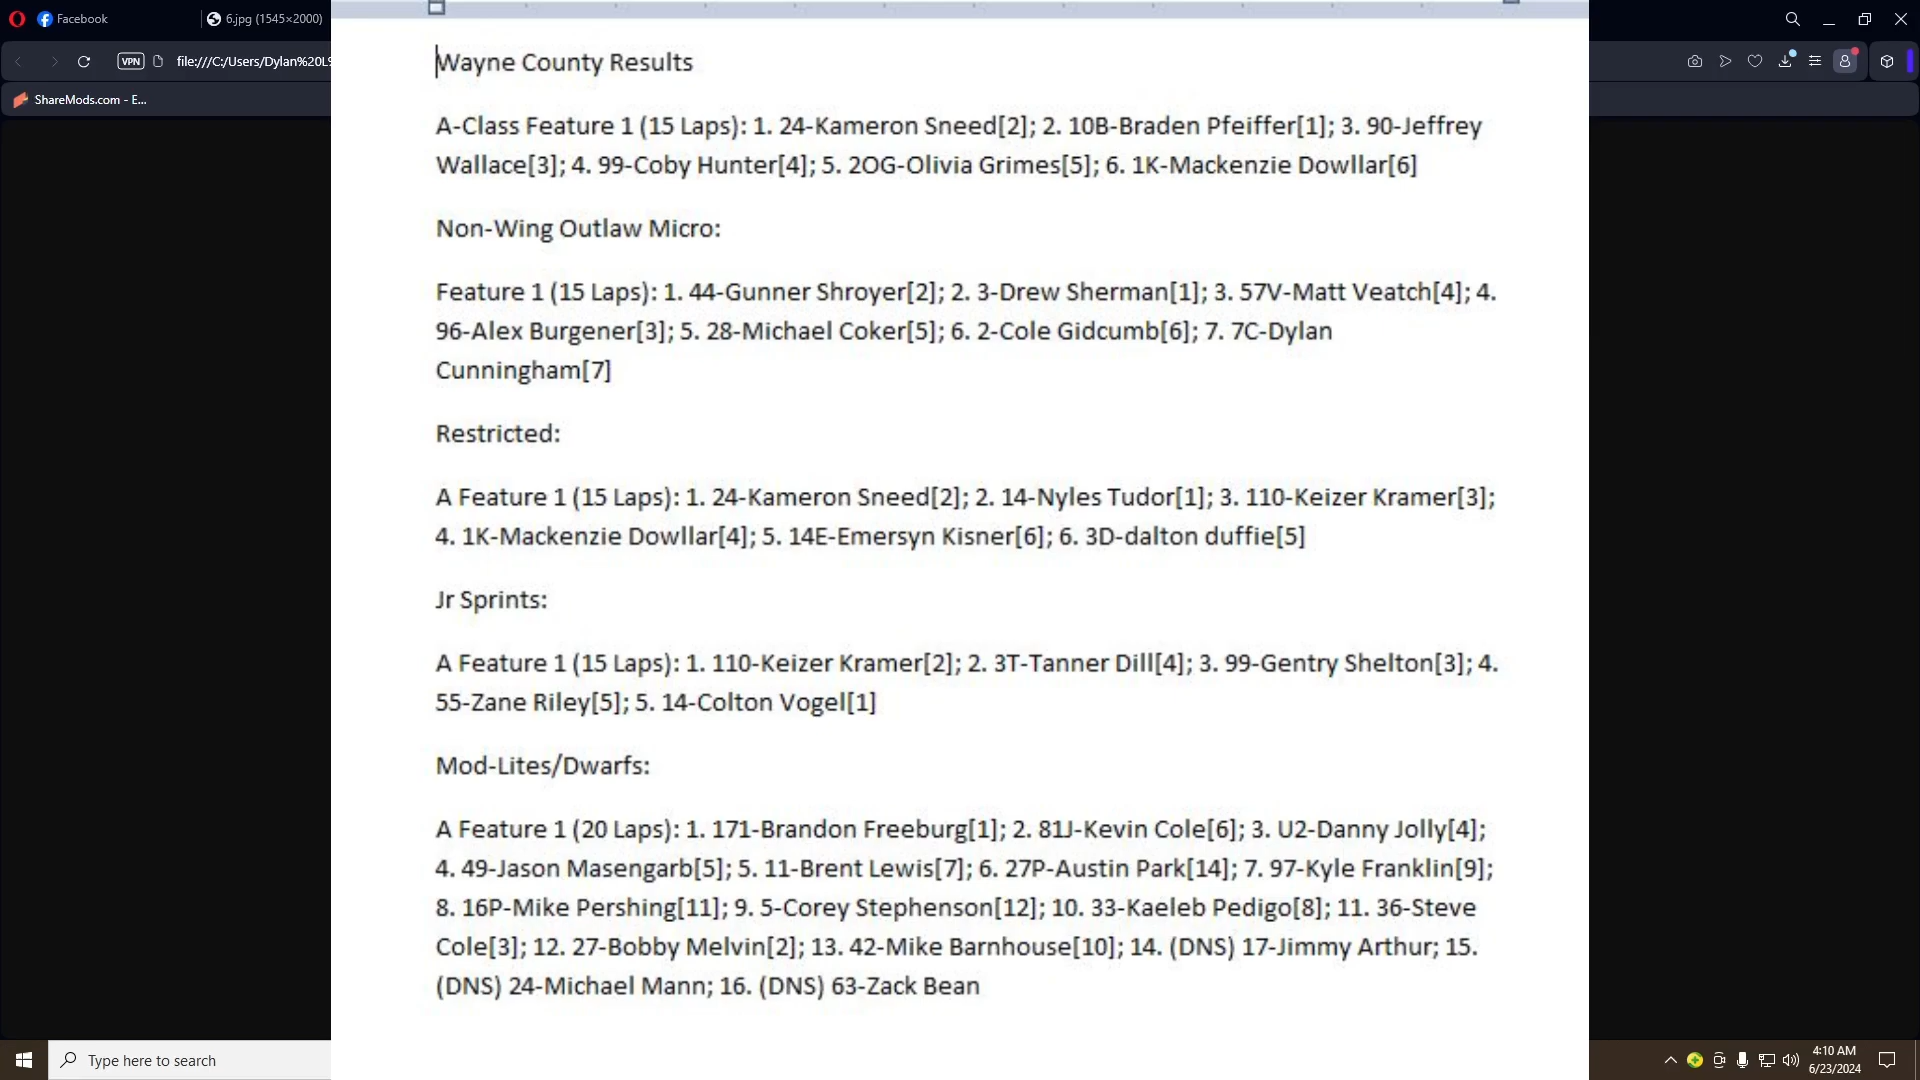 Facebook
6.jpg (1545×2000)
VPN
file:///C:/Users/Dylan%20L
ShareMods.com - E...
Wayne County Results
A-Class Feature 1 (15 Laps): 1. 24-Kameron Sneed[2]; 2. 10B-Braden Pfeiffer[1]; 3. 90-Jeffrey
Wallace[3]; 4. 99-Coby Hunter[4]; 5. 2OG-Olivia Grimes[5]; 6. 1K-Mackenzie Dowllar[6]
Non-Wing Outlaw Micro:
Feature 1 (15 Laps): 1. 44-Gunner Shroyer[2]; 2. 3-Drew Sherman[1]; 3. 57V-Matt Veatch[4]; 4.
96-Alex Burgener[3]; 5. 28-Michael Coker[5]; 6. 2-Cole Gidcumb[6]; 7. 7C-Dylan
Cunningham[7]
Restricted:
A Feature 1 (15 Laps): 1. 24-Kameron Sneed[2]; 2. 14-Nyles Tudor[1]; 3. 110-Keizer Kramer[3];
4. 1K-Mackenzie Dowllar[4]; 5. 14E-Emersyn Kisner[6]; 6. 3D-dalton duffie[5]
Jr Sprints:
A Feature 1 (15 Laps): 1. 110-Keizer Kramer[2]; 2. 3T-Tanner Dill[4]; 3. 99-Gentry Shelton[3]; 4.
55-Zane Riley[5]; 5. 14-Colton Vogel[1]
Mod-Lites/Dwarfs:
A Feature 1 (20 Laps): 1. 171-Brandon Freeburg[1]; 2. 81J-Kevin Cole[6]; 3. U2-Danny Jolly[4];
4. 49-Jason Masengarb[5]; 5. 11-Brent Lewis[7]; 6. 27P-Austin Park[14]; 7. 97-Kyle Franklin[9];
8. 16P-Mike Pershing[11]; 9. 5-Corey Stephenson[12]; 10. 33-Kaeleb Pedigo[8]; 11. 36-Steve
Cole[3]; 12. 27-Bobby Melvin[2]; 13. 42-Mike Barnhouse[10]; 14. (DNS) 17-Jimmy Arthur; 15.
(DNS) 24-Michael Mann; 16. (DNS) 63-Zack Bean
Type here to search
4:10 AM
6/23/2024